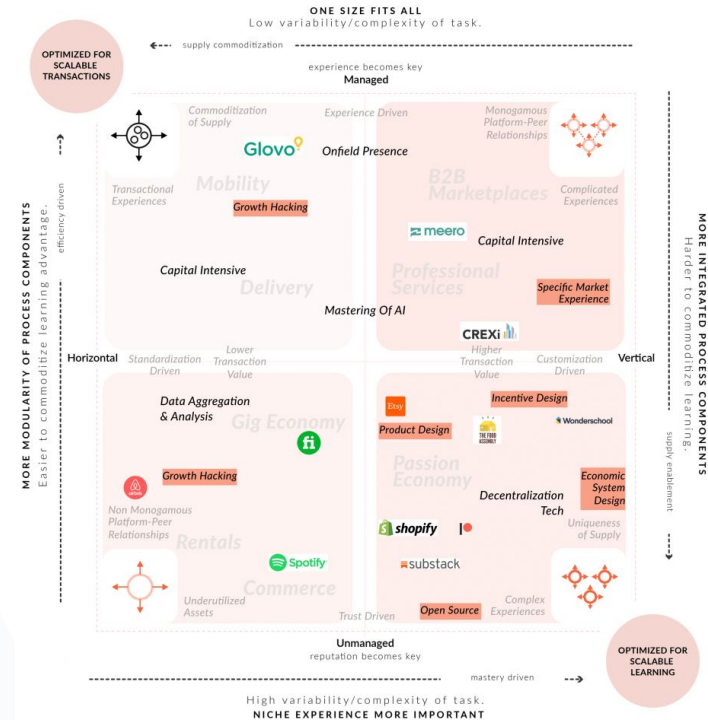 ONE SIZE FITS ALL
Low variability/complexity of task.
supply commoditization
experience becomes key
Managed
OPTIMIZED FOR
SCALABLE
TRANSACTIONS
MORE MODULARITY OF PROCESS COMPONENTS
Easier to commoditize learning advantage.
efficiency driven
Commoditization
of Supply
Experience Driven
Glovo
Onfield Presence
Transactional
Experiences
Mobility
Growth Hacking
Capital Intensive
Delivery
Mastering Of AI
Monogamous
Platform-Peer
Relationships
B2B
Marketplaces
Complicated
Experiences
meero
Capital Intensive
Professional
Services
Specific Market
Experience
CREXi
Horizontal
Standardization
Driven
Lower
Transaction
Value
Higher
Transaction
Value
Customization
Driven
Vertical
Data Aggregation
& Analysis
Gig Economy
fi
Growth Hacking
airbnb
Non Monogamous
Platform-Peer
Relationships
Rentals
Spotify
Commerce
Underutilized
Assets
Trust Driven
Etsy
Incentive Design
Product Design
THE FOOD
ASSEMBLY
Wonderschool
Passion
Economy
Economic
System
Design
Decentralization
Tech
Uniqueness
of Supply
shopify
substack
Open Source
Complex
Experiences
MORE INTEGRATED PROCESS COMPONENTS
Harder to commoditize learning.
supply enablement
Unmanaged
reputation becomes key
mastery driven
OPTIMIZED FOR
SCALABLE
LEARNING
High variability/complexity of task.
NICHE EXPERIENCE MORE IMPORTANT